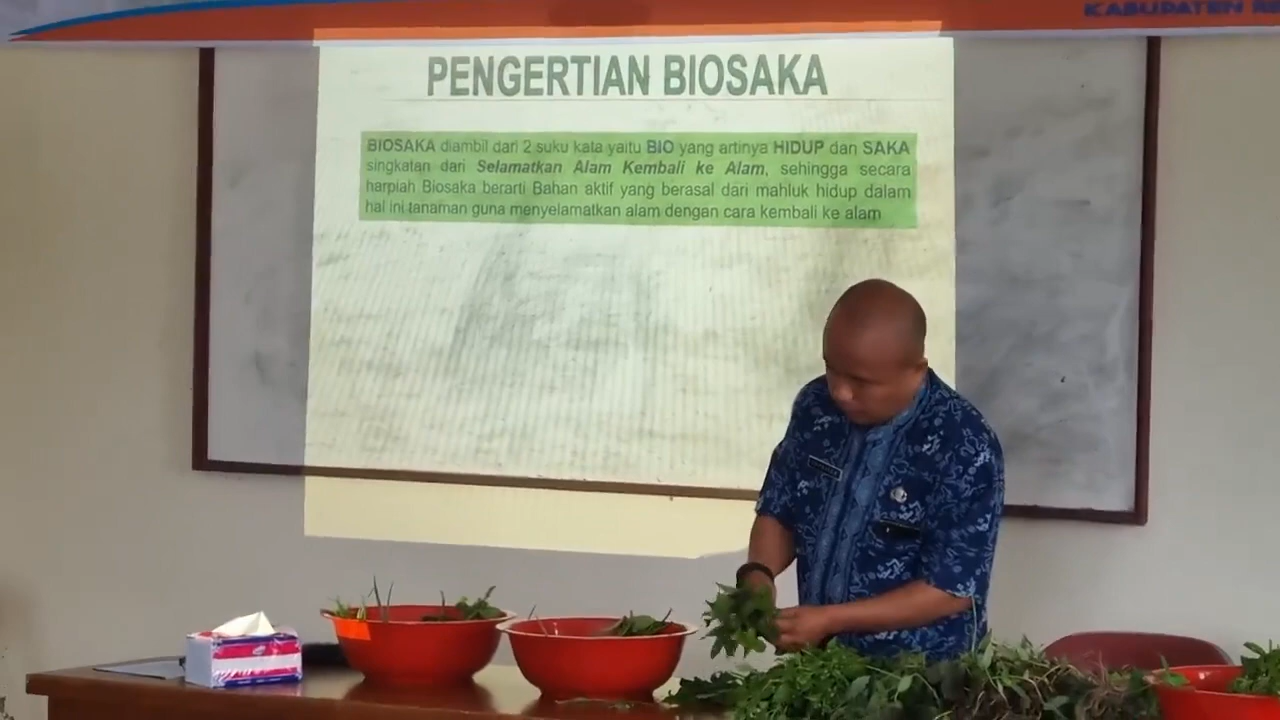 KABUPATEN RE
PENGERTIAN BIOSAKA
BIOSAKA diambil dari 2 suku kata yaitu BIO yang artinya HIDUP dan SAKA
singkatan dari Selamatkan Alam Kembali ke Alam, sehingga secara
harpiah Biosaka berarti Bahan aktif yang berasal dari mahluk hidup dalam
hal ini tanaman guna menyelamatkan alam dengan cara kembali ke alam